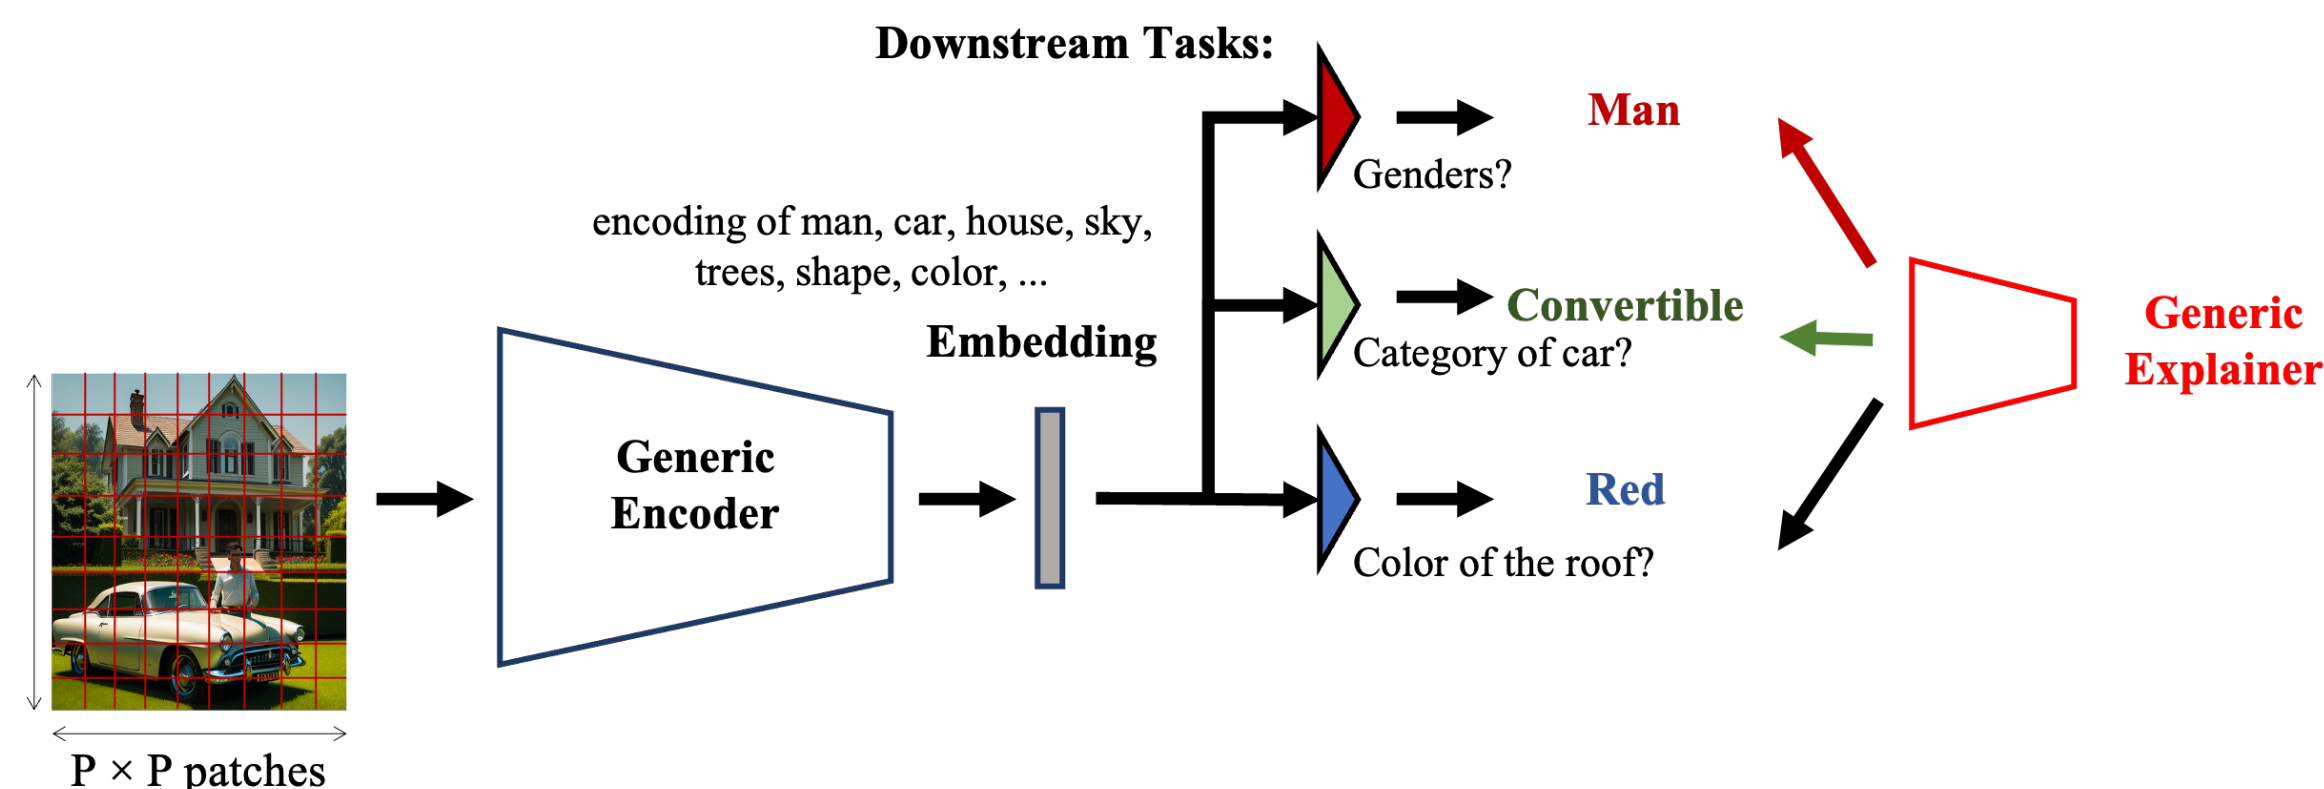 Downstream Tasks:
Man
Genders?
encoding of man, car, house, sky,
trees, shape, color, ...
Convertible
Category of car?
Embedding
Generic
Explainer
Generic
Encoder
Red
Color of the roof?
P × P patches